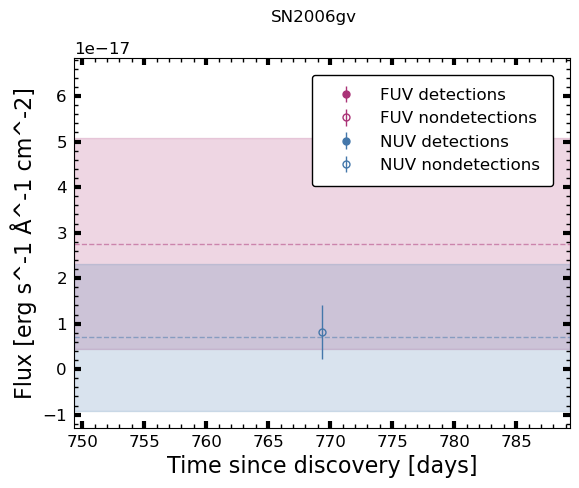 SN2006gv
1e−17
FUV detections
FUV nondetections
NUV detections
NUV nondetections
Flux [erg s^-1 Å^-1 cm^-2]
6
5
4
3
2
1
0
−1
750 755 760 765 770 775 780 785
Time since discovery [days]